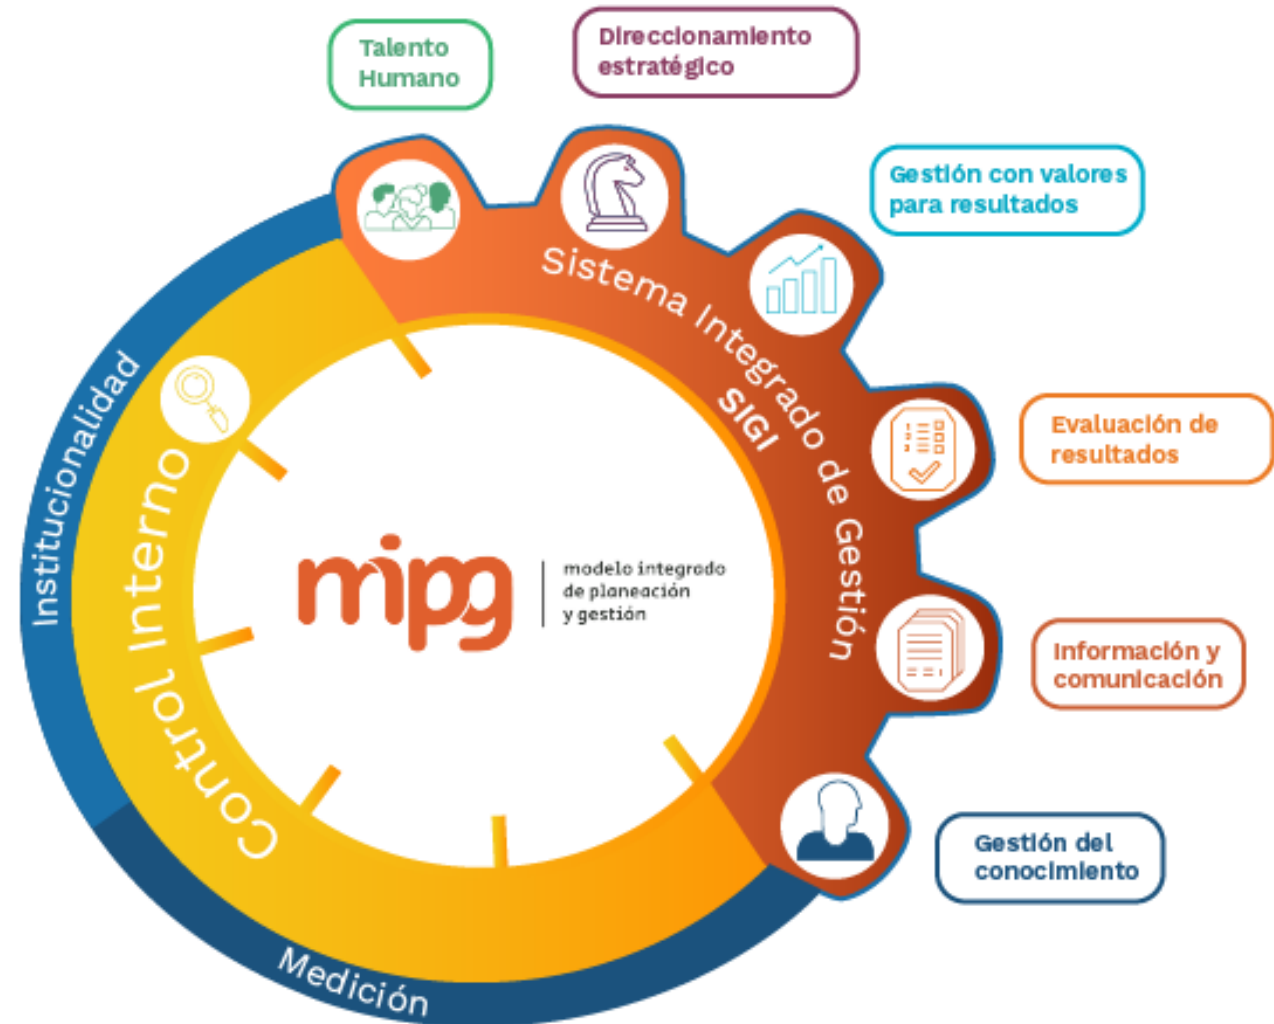 Talento
Humano
Direccionamiento
estratégico
Gestión con valores
para resultados
Sistema Integrado de Gestión
SIGI
Evaluación de
resultados
Institucionalidad
Control Interno
mipg
modelo integrado
de planeación
y gestión
Información y
comunicación
Gestión del
conocimiento
Medición